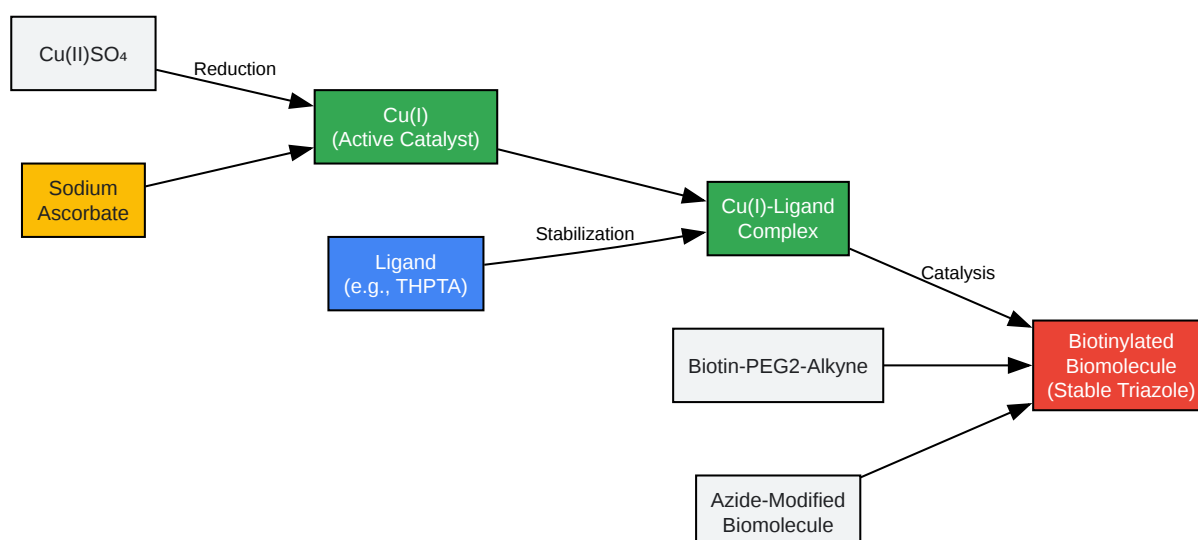 Cu(II)SO₄
Reduction
Cu(I)
(Active Catalyst)
Sodium
Ascorbate
Cu(I)-Ligand
Complex
Stabilization
Ligand
(e.g., THPTA)
Catalysis
Biotinylated
Biomolecule
(Stable Triazole)
Biotin-PEG2-Alkyne
Azide-Modified
Biomolecule